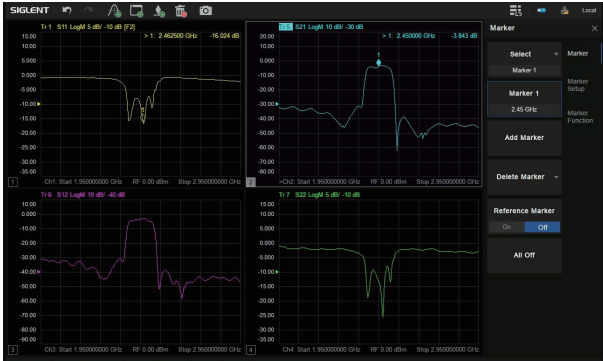 SIGLENT
Local
Tr 1 S11 LogM 5 dB/ -10 dB [F2]
> 1: 2.462500 GHz -16.024 dB
15.00
10.00
5.000
0.000
-5.000
-10.00
-15.00
-20.00
-25.00
-30.00
-35.00
1
Ch1: Start 1.950000000 GHz RF 0.00 dBm Stop 2.950000000 GHz
Tr 5 S21 LogM 10 dB/ -30 dB
> 1: 2.450000 GHz -3.843 dB
1
20.00
10.00
0.000
-10.00
-20.00
-30.00
-40.00
-50.00
-60.00
-70.00
-80.00
2
>Ch2: Start 1.950000000 GHz RF 0.00 dBm Stop 2.950000000 GHz
Tr 6 S12 LogM 10 dB/ -40 dB
10.00
0.000
-10.00
-20.00
-30.00
-40.00
-50.00
-60.00
-70.00
-80.00
-90.00
3
Ch3: Start 1.950000000 GHz RF 0.00 dBm Stop 2.950000000 GHz
Tr 7 S22 LogM 5 dB/ -10 dB
15.00
10.00
5.000
0.000
-5.000
-10.00
-15.00
-20.00
-25.00
-30.00
-35.00
4
Ch4: Start 1.950000000 GHz RF 0.00 dBm Stop 2.950000000 GHz
Marker
Select
Marker 1
Marker 1
2.45 GHz
Add Marker
Delete Marker
Reference Marker
On Off
All Off
Marker
Marker
Setup
Marker
Function